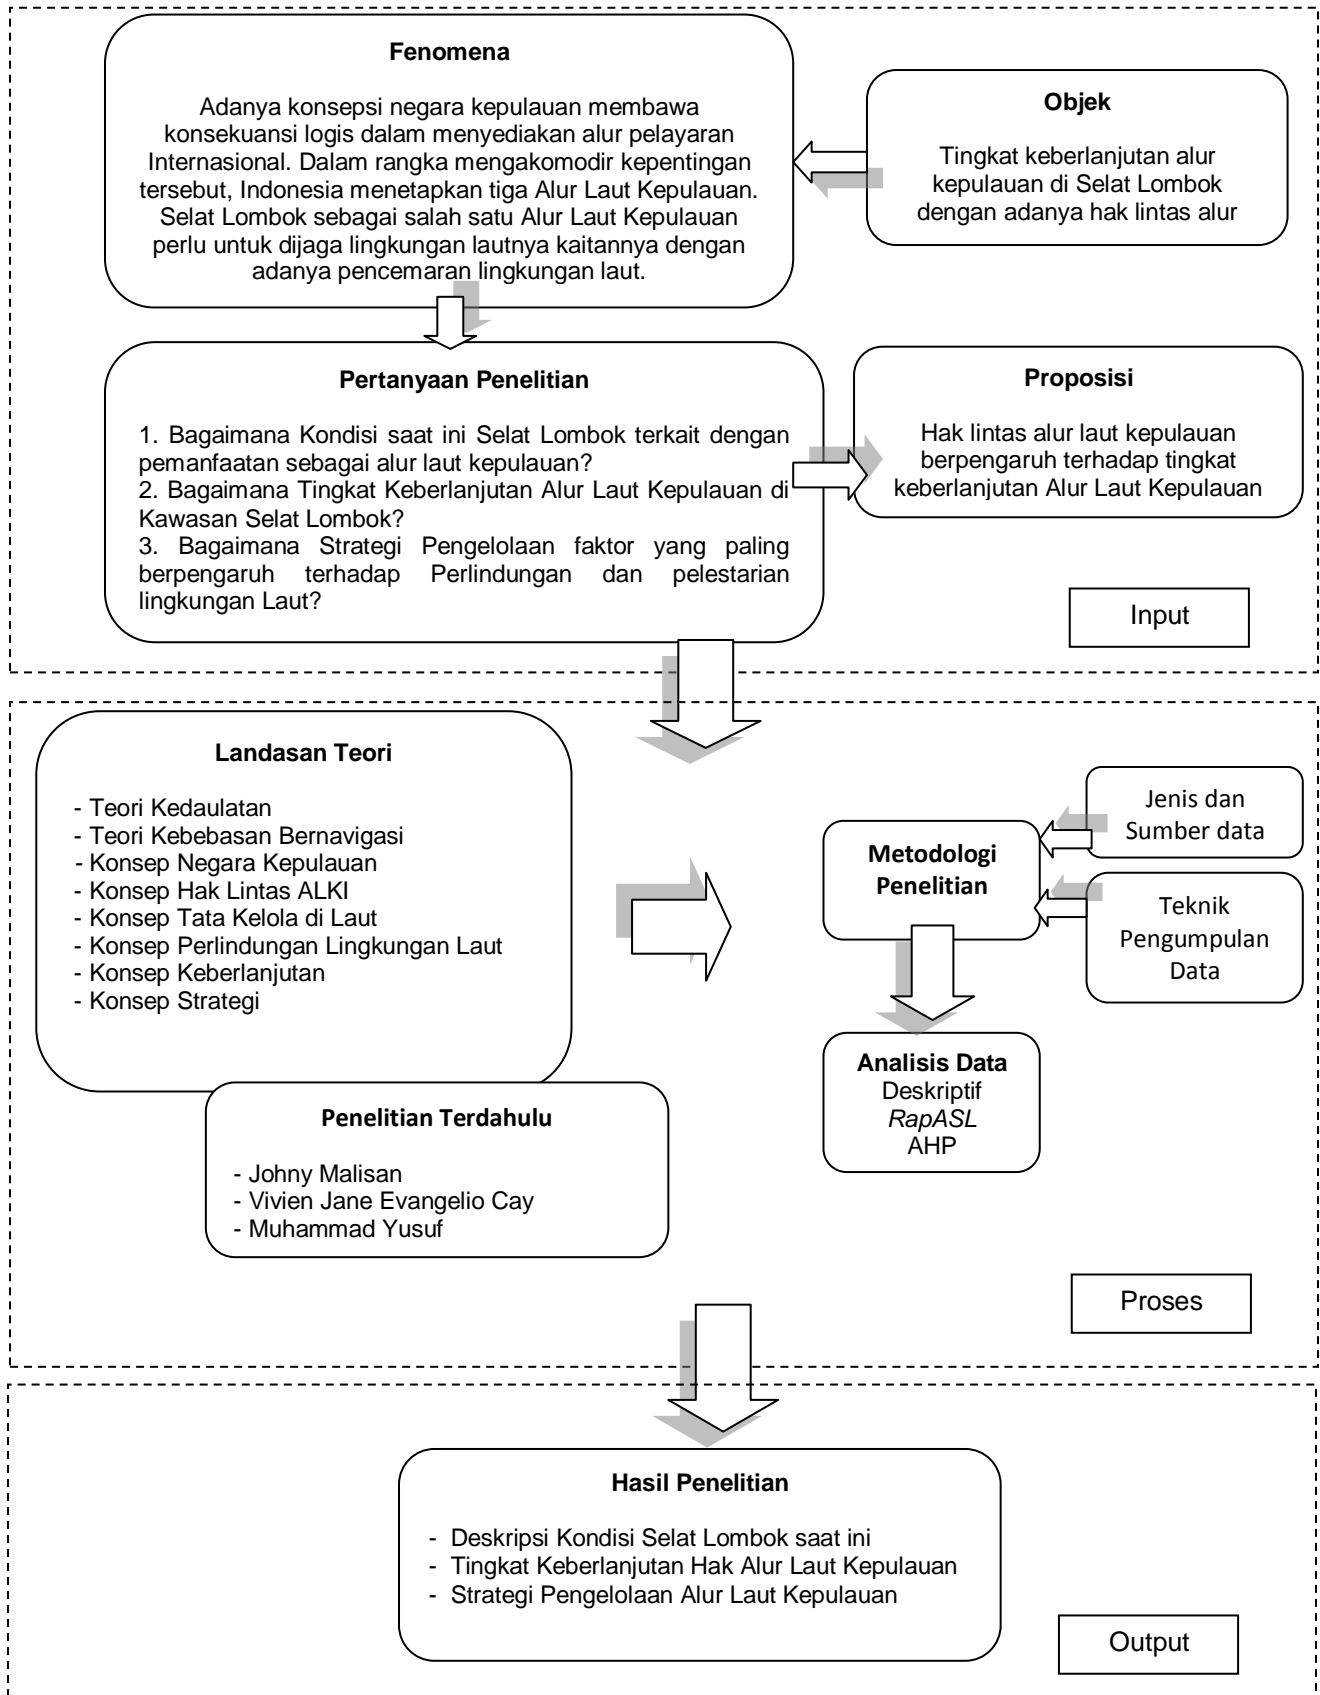 Fenomena
Adanya konsepsi negara kepulauan membawa
konsekuansi logis dalam menyediakan alur pelayaran
Internasional. Dalam rangka mengakomodir kepentingan
tersebut, Indonesia menetapkan tiga Alur Laut Kepulauan.
Selat Lombok sebagai salah satu Alur Laut Kepulauan
perlu untuk dijaga lingkungan lautnya kaitannya dengan
adanya pencemaran lingkungan laut.
Objek
Tingkat keberlanjutan alur
kepulauan di Selat Lombok
dengan adanya hak lintas alur
Pertanyaan Penelitian
1. Bagaimana Kondisi saat ini Selat Lombok terkait dengan
pemanfaatan sebagai alur laut kepulauan?
2. Bagaimana Tingkat Keberlanjutan Alur Laut Kepulauan di
Kawasan Selat Lombok?
3. Bagaimana Strategi Pengelolaan faktor yang paling
berpengaruh terhadap Perlindungan dan pelestarian
lingkungan Laut?
Proposisi
Hak lintas alur laut kepulauan
berpengaruh terhadap tingkat
keberlanjutan Alur Laut Kepulauan
Input
Landasan Teori
- Teori Kedaulatan
- Teori Kebebasan Bernavigasi
- Konsep Negara Kepulauan
- Konsep Hak Lintas ALKI
- Konsep Tata Kelola di Laut
- Konsep Perlindungan Lingkungan Laut
- Konsep Keberlanjutan
- Konsep Strategi
Penelitian Terdahulu
- Johny Malisan
- Vivien Jane Evangelio Cay
- Muhammad Yusuf
Metodologi
Penelitian
Jenis dan
Sumber data
Teknik
Pengumpulan
Data
Analisis Data
Deskriptif
RapASL
AHP
Proses
Hasil Penelitian
- Deskripsi Kondisi Selat Lombok saat ini
- Tingkat Keberlanjutan Hak Alur Laut Kepulauan
- Strategi Pengelolaan Alur Laut Kepulauan
Output